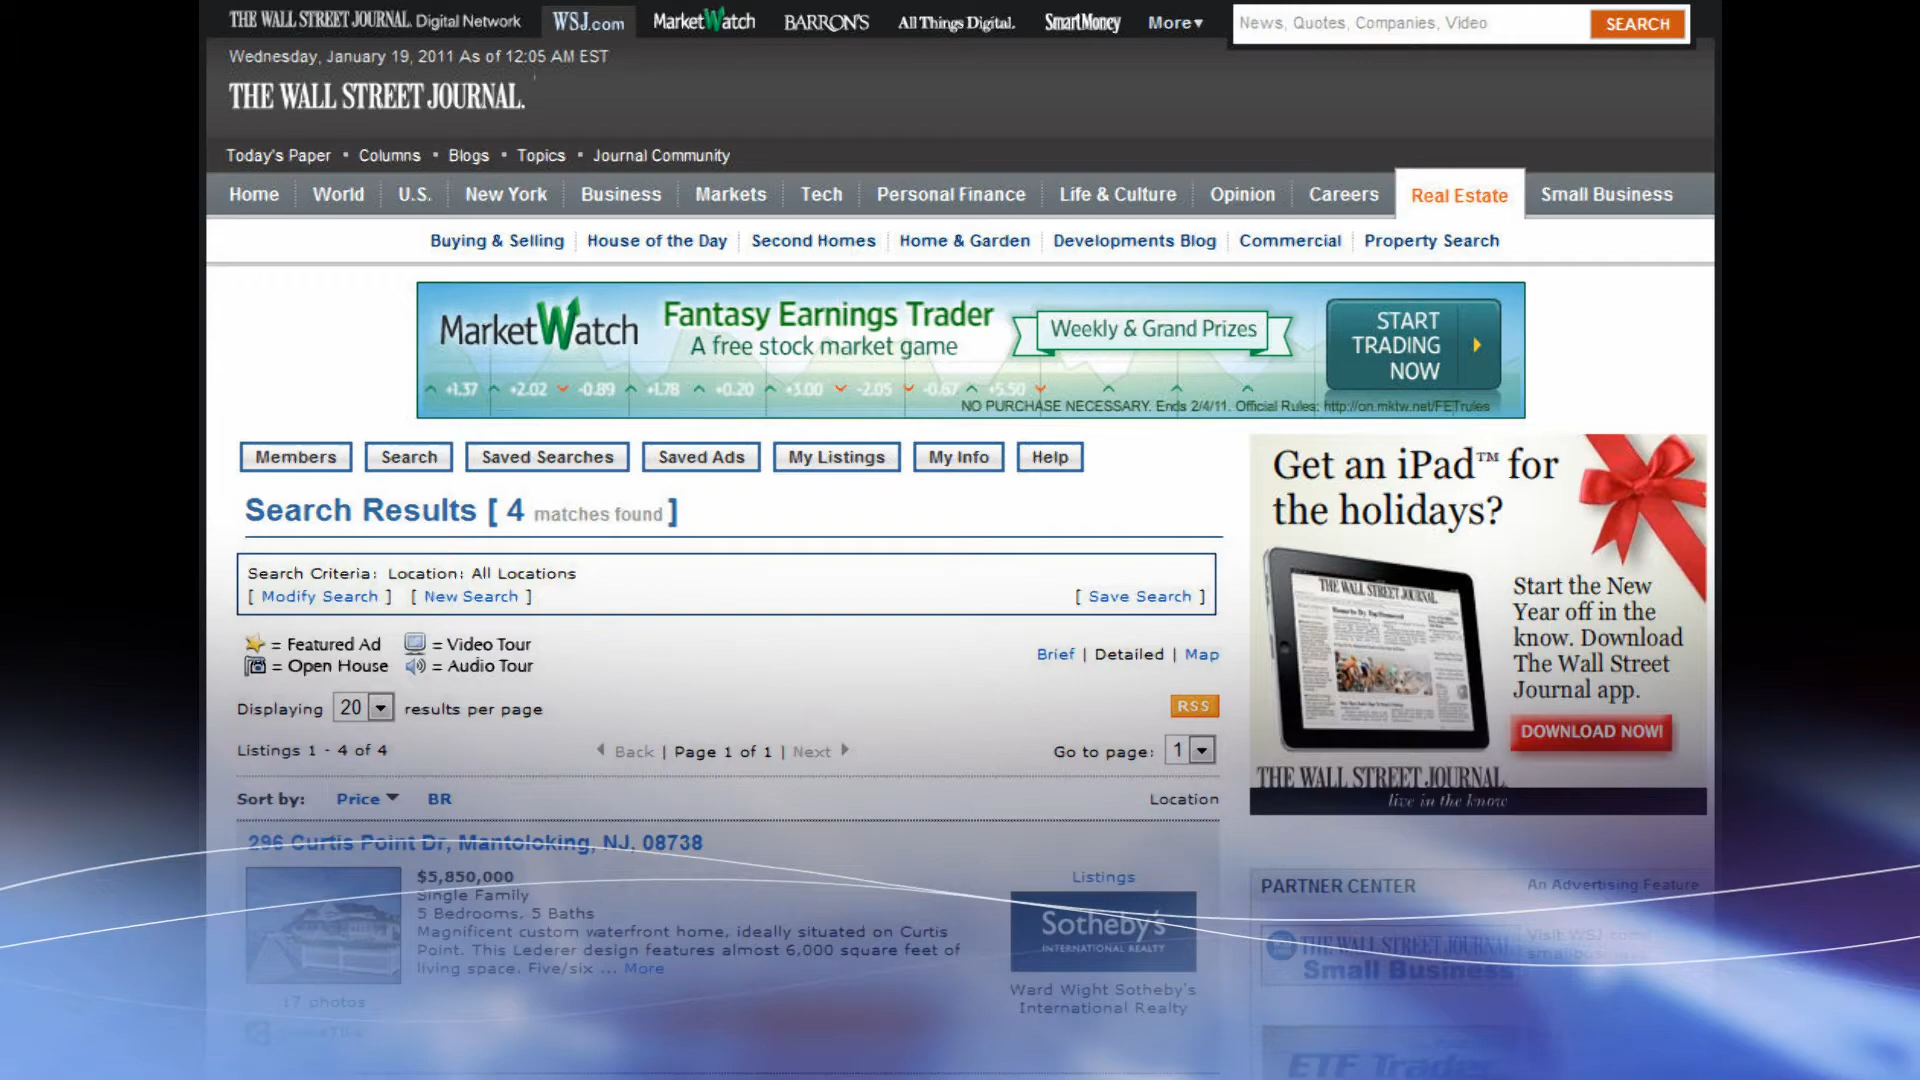 THE WALL STREET JOURNAL. Digital Network WSJ.com MarketWatch BARRON'S All Things Digital. SmartMoney More▾ News, Quotes, Companies, Video SEARCH
Wednesday, January 19, 2011 As of 12:05 AM EST
THE WALL STREET JOURNAL.
Today's Paper • Columns • Blogs • Topics • Journal Community
Home World U.S. New York Business Markets Tech Personal Finance Life & Culture Opinion Careers Real Estate Small Business
Buying & Selling House of the Day Second Homes Home & Garden Developments Blog Commercial Property Search
MarketWatch
Fantasy Earnings Trader
A free stock market game
Weekly & Grand Prizes
START
TRADING
NOW
+1.37 +2.02 -0.89 +1.78 +0.20 +3.00 -2.05 -0.67 +5.50
NO PURCHASE NECESSARY. Ends 2/4/11. Official Rules: http://on.mktw.net/FETrules
Members Search Saved Searches Saved Ads My Listings My Info Help
Search Results [ 4 matches found ]
Search Criteria: Location: All Locations
[ Modify Search ] [ New Search ] [ Save Search ]
= Featured Ad = Video Tour
= Open House = Audio Tour
Brief | Detailed | Map
Displaying 20 results per page
RSS
Listings 1 - 4 of 4 Back | Page 1 of 1 | Next Go to page: 1
Sort by: Price BR Location
296 Curtis Point Dr, Mantoloking, NJ, 08738
$5,850,000
Single Family
5 Bedrooms, 5 Baths
Magnificent custom waterfront home, ideally situated on Curtis
Point. This Lederer design features almost 6,000 square feet of
living space. Five/six ... More
17 photos
Listings
Sotheby's
INTERNATIONAL REALTY
Ward Wight Sotheby's
International Realty
Get an iPad™ for
the holidays?
THE WALL STREET JOURNAL.
Start the New
Year off in the
know. Download
The Wall Street
Journal app.
DOWNLOAD NOW!
THE WALL STREET JOURNAL.
live in the know
PARTNER CENTER An Advertising Feature
THE WALL STREET JOURNAL
Small Business
Visit WSJ.com
ETF Trader